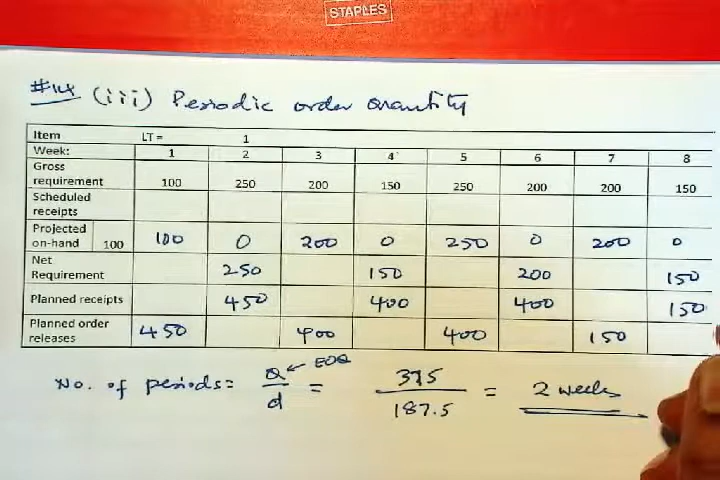 STAPLES
#14 (iii) Periodic order Quantity
Item LT = 1
Week: 1 2 3 4 5 6 7 8
Gross requirement 100 250 200 150 250 200 200 150
Scheduled receipts
Projected on-hand 100 100 0 200 0 250 0 200 0
Net Requirement 250 150 200 150
Planned receipts 450 400 400 150
Planned order releases 450 400 400 150
No. of periods = Q/d ← EOQ = 375/187.5 = 2 weeks